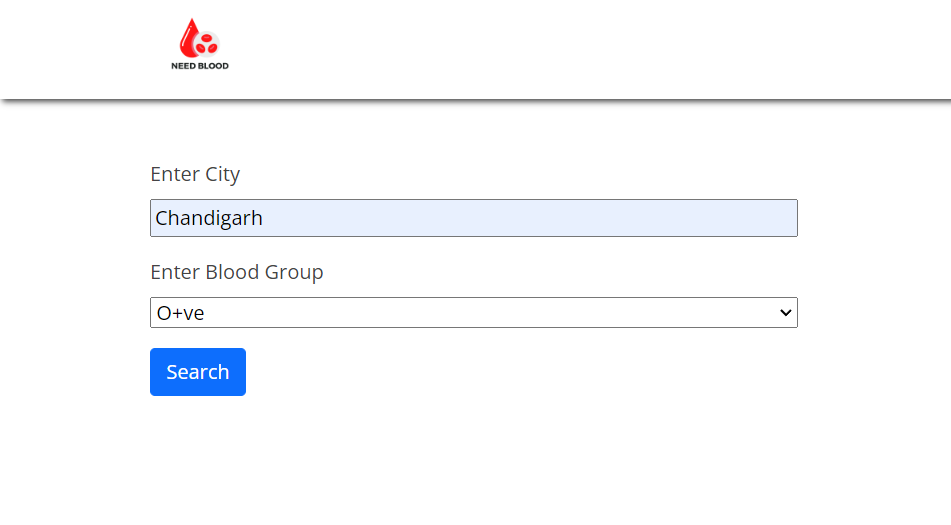 NEED BLOOD
Enter City
Chandigarh
Enter Blood Group
O+ve
Search